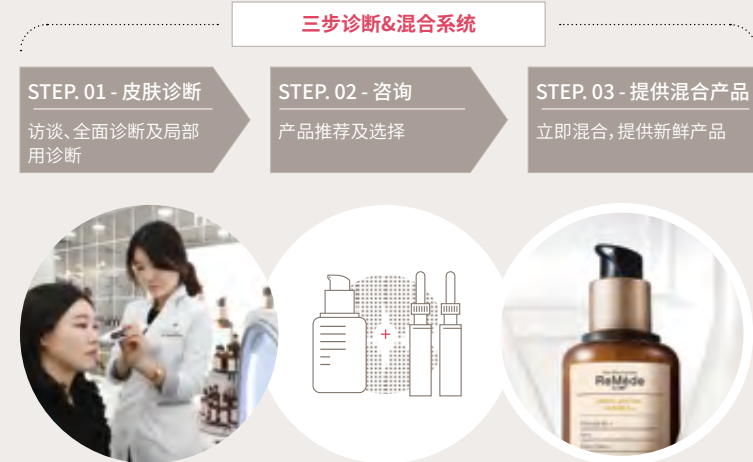 三步诊断&混合系统
STEP. 01 - 皮肤诊断
访谈、全面诊断及局部
用诊断
STEP. 02 - 咨询
产品推荐及选择
STEP. 03 - 提供混合产品
立即混合，提供新鲜产品
ReMede